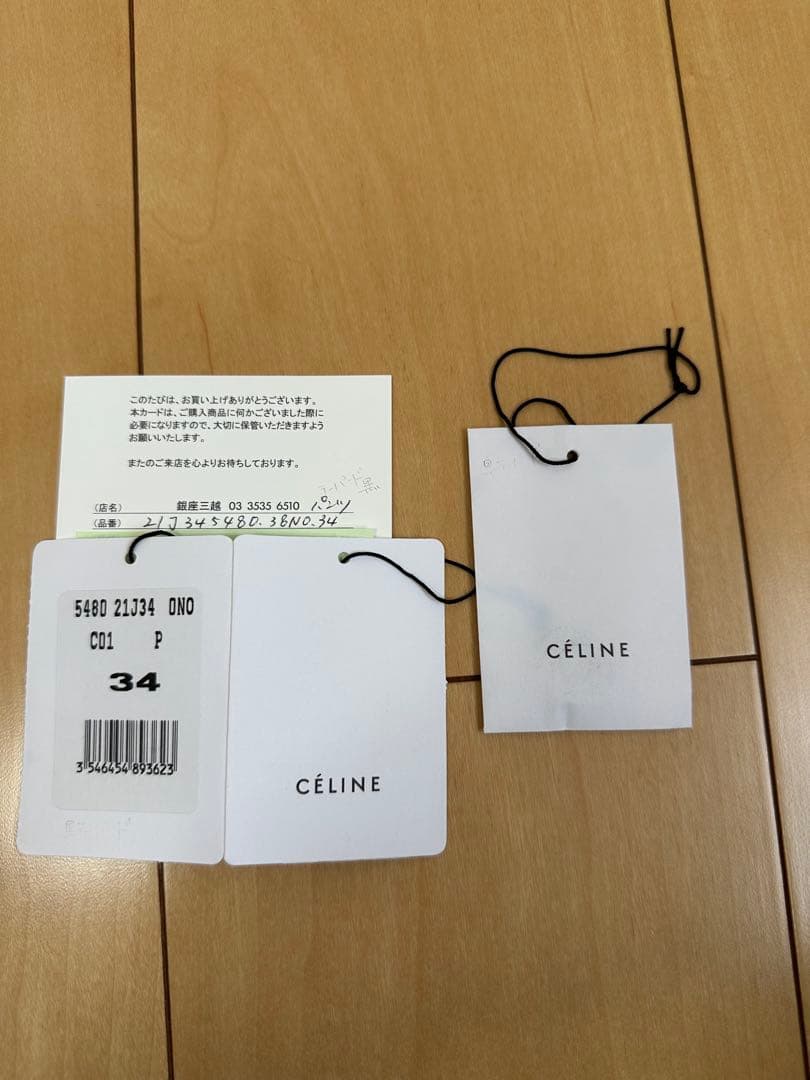 このたびは、お買い上げありがとうございます。
本カードは、ご購入商品に何かございました際に
必要になりますので、大切に保管いただきますよう
お願いいたします。
またのご来店を心よりお待ちしております。
黒
(店名) 銀座三越 03 3535 6510 パンツ
(品番) 21J345480.38NO.34
548D 21J34 0NO
C01 P
34
3 546454 893623
CÉLINE
CÉLINE